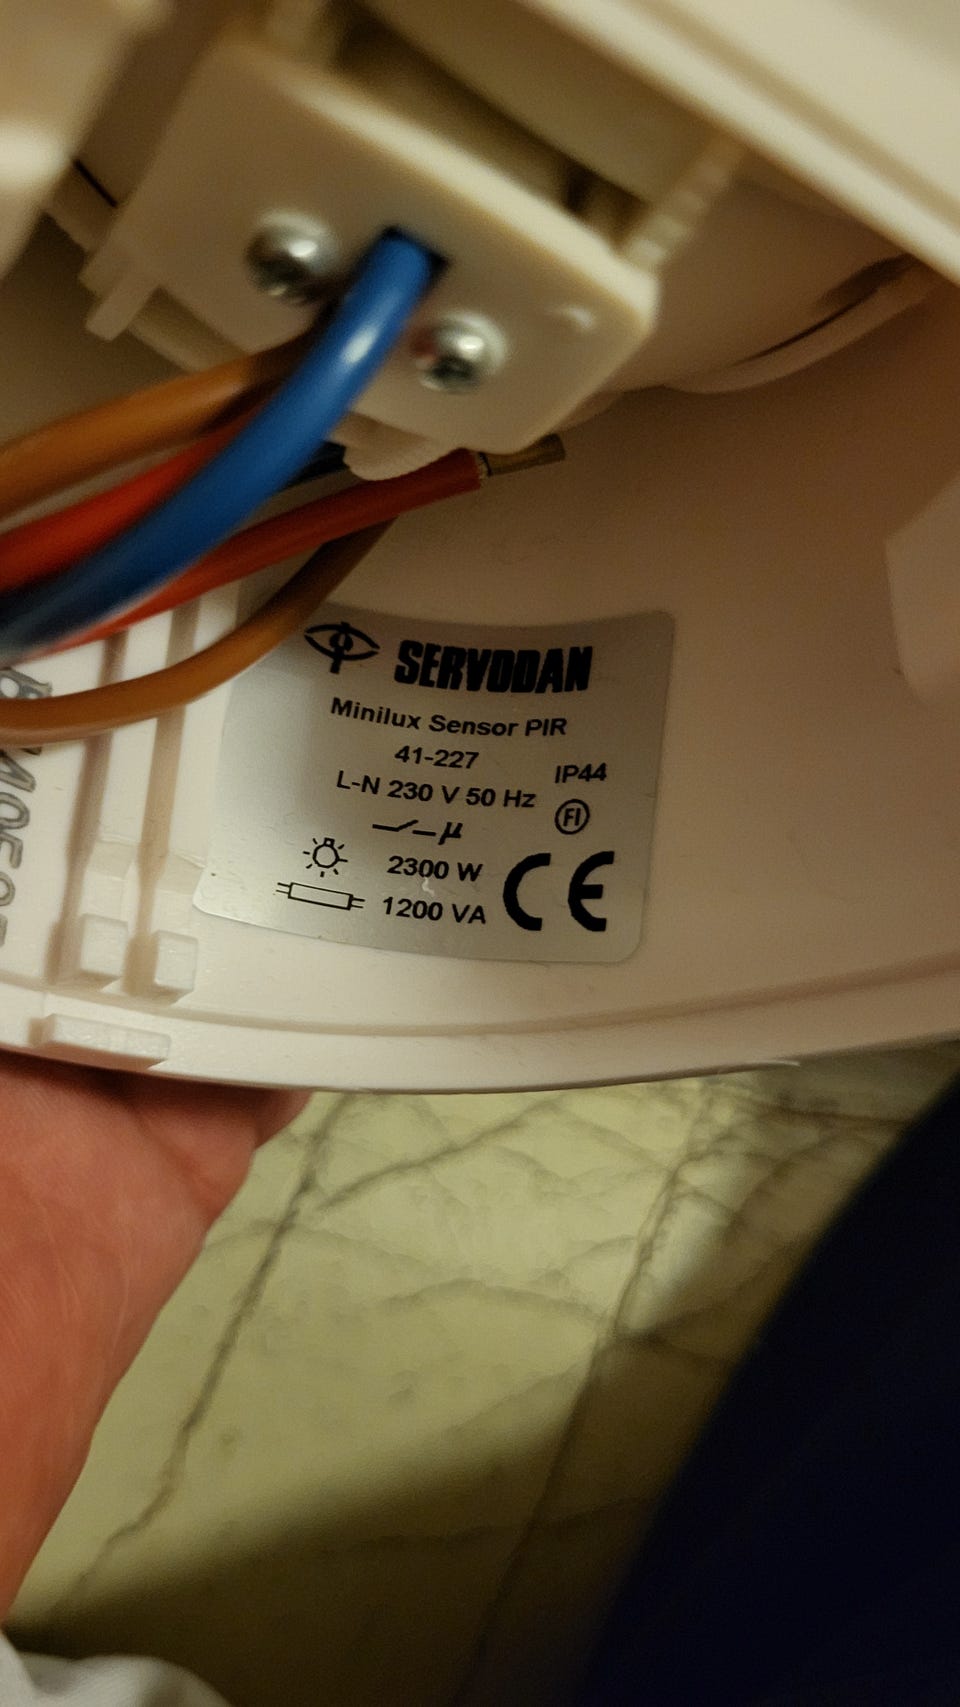 SERVODAN
Minilux Sensor PIR
41-227
IP44
L-N 230 V 50 Hz
FI
µ
2300 W
1200 VA
CE